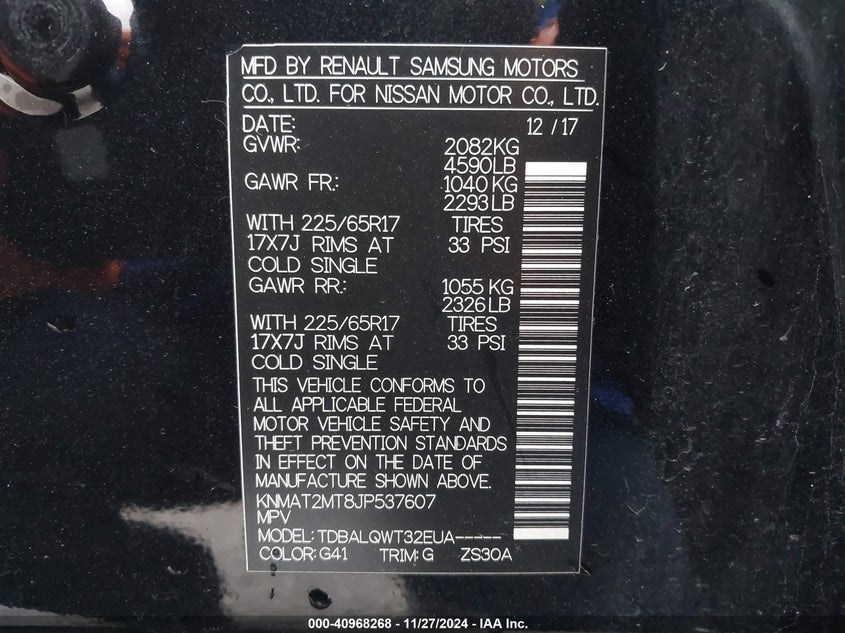 MFD BY RENAULT SAMSUNG MOTORS
CO., LTD. FOR NISSAN MOTOR CO., LTD.
DATE: 12 / 17
GVWR: 2082KG
4590LB
GAWR FR.: 1040 KG
2293 LB
WITH 225/65R17 TIRES
17X7J RIMS AT 33 PSI
COLD SINGLE
GAWR RR.: 1055 KG
2326 LB
WITH 225/65R17 TIRES
17X7J RIMS AT 33 PSI
COLD SINGLE
THIS VEHICLE CONFORMS TO
ALL APPLICABLE FEDERAL
MOTOR VEHICLE SAFETY AND
THEFT PREVENTION STANDARDS
IN EFFECT ON THE DATE OF
MANUFACTURE SHOWN ABOVE.
KNMAT2MT8JP537607
MPV
MODEL: TDBALQWT32EUA-----
COLOR: G41 TRIM: G ZS30A
000-40968268 - 11/27/2024 - IAA Inc.